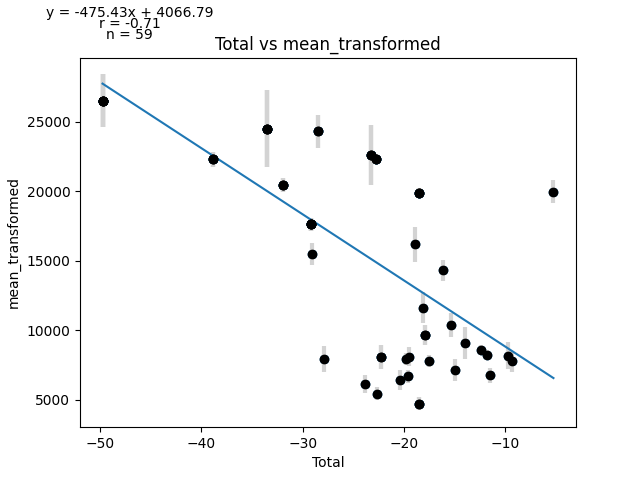 y = -475.43x + 4066.79
r = -0.71
n = 59
Total vs mean_transformed
mean_transformed
25000
20000
15000
10000
5000
−50
−40
−30
−20
−10
Total